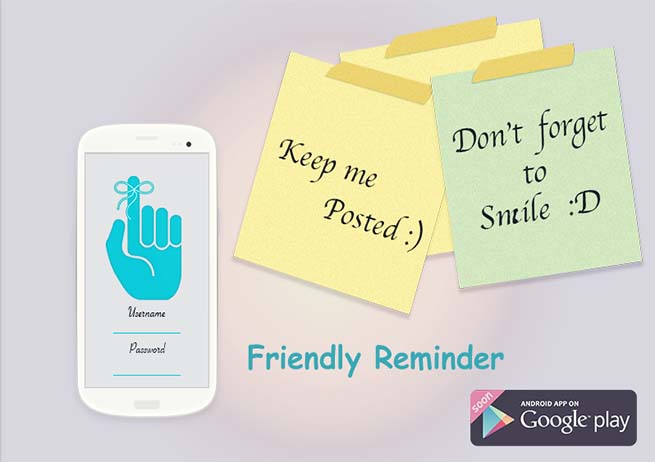 Keep me
Posted :)
Don't forget
to
Smile :D
Username
Password
Friendly Reminder
soon
ANDROID APP ON
Google play